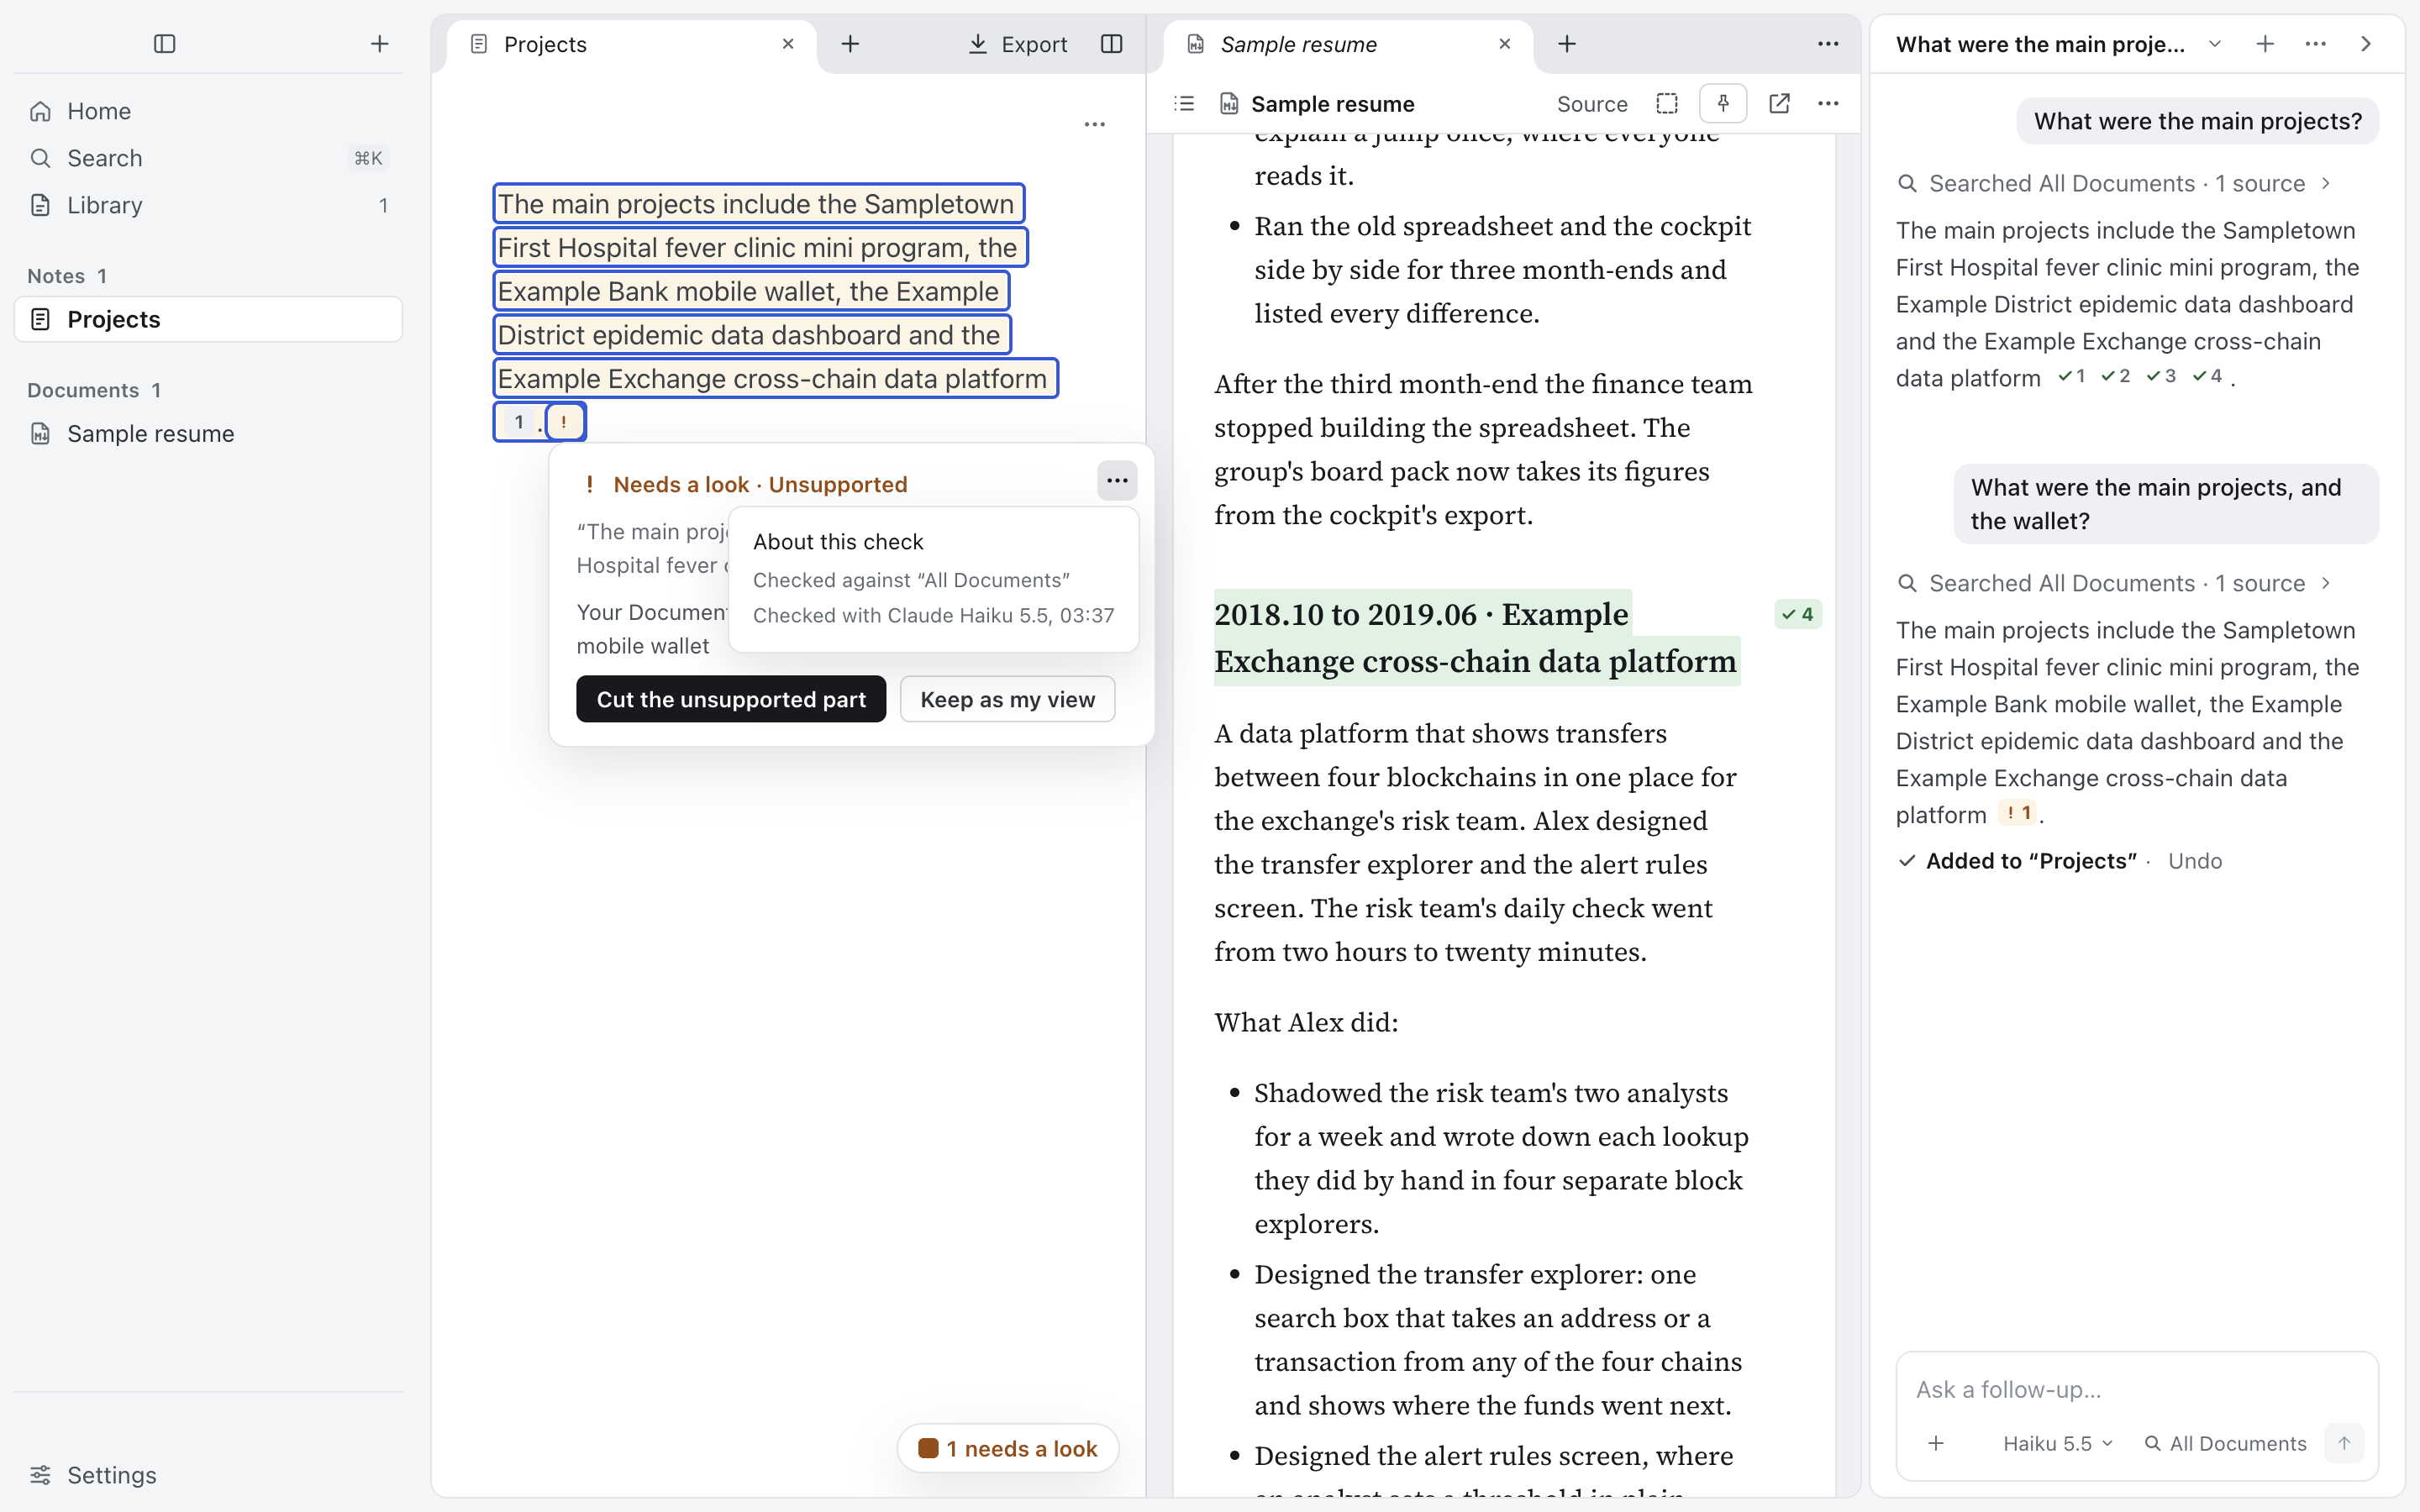 Home
Search ⌘K
Library 1
Notes 1
Projects
Documents 1
Sample resume
Settings
Projects
Export
The main projects include the Sampletown
First Hospital fever clinic mini program, the
Example Bank mobile wallet, the Example
District epidemic data dashboard and the
Example Exchange cross-chain data platform
1 . !
! Needs a look · Unsupported
“The main
Hospital fever
Your
mobile wallet
About this check
Checked against “All Documents”
Checked with Claude Haiku 5.5, 03:37
Cut the unsupported part
Keep as my view
1 needs a look
Sample resume
Sample resume
Source
explain a jump once, where everyone
reads it.
• Ran the old spreadsheet and the cockpit
side by side for three month-ends and
listed every difference.
After the third month-end the finance team
stopped building the spreadsheet. The
group's board pack now takes its figures
from the cockpit's export.
2018.10 to 2019.06 · Example
Exchange cross-chain data platform
✓ 4
A data platform that shows transfers
between four blockchains in one place for
the exchange's risk team. Alex designed
the transfer explorer and the alert rules
screen. The risk team's daily check went
from two hours to twenty minutes.
What Alex did:
• Shadowed the risk team's two analysts
for a week and wrote down each lookup
they did by hand in four separate block
explorers.
• Designed the transfer explorer: one
search box that takes an address or a
transaction from any of the four chains
and shows where the funds went next.
• Designed the alert rules screen, where
an analyst sets a threshold in plain
What were the main proje...
What were the main projects?
Searched All Documents · 1 source
The main projects include the Sampletown
First Hospital fever clinic mini program, the
Example District epidemic data dashboard
and the Example Exchange cross-chain
data platform ✓1 ✓2 ✓3 ✓4 .
What were the main projects, and
the wallet?
Searched All Documents · 1 source
The main projects include the Sampletown
First Hospital fever clinic mini program, the
Example Bank mobile wallet, the Example
District epidemic data dashboard and the
Example Exchange cross-chain data
platform ! 1 .
✓ Added to “Projects” · Undo
Ask a follow-up...
Haiku 5.5
All Documents